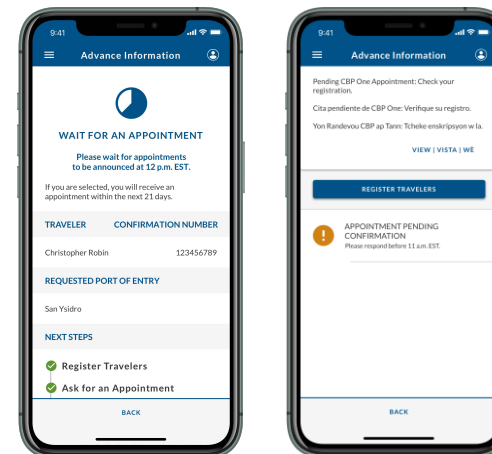 9:41
Advance Information
WAIT FOR AN APPOINTMENT
Please wait for appointments
to be announced at 12 p.m. EST.
If you are selected, you will receive an
appointment within the next 21 days.
TRAVELER CONFIRMATION NUMBER
Christopher Robin 123456789
REQUESTED PORT OF ENTRY
San Ysidro
NEXT STEPS
Register Travelers
Ask for an Appointment
BACK
9:41
Advance Information
Pending CBP One Appointment: Check your
registration.
Cita pendiente de CBP One: Verifique su registro.
Yon Randevou CBP ap Tann: Tcheke enskripsyon w la.
VIEW | VISTA | WÈ
REGISTER TRAVELERS
!
APPOINTMENT PENDING
CONFIRMATION
Please respond before 11 a.m. EST.
BACK